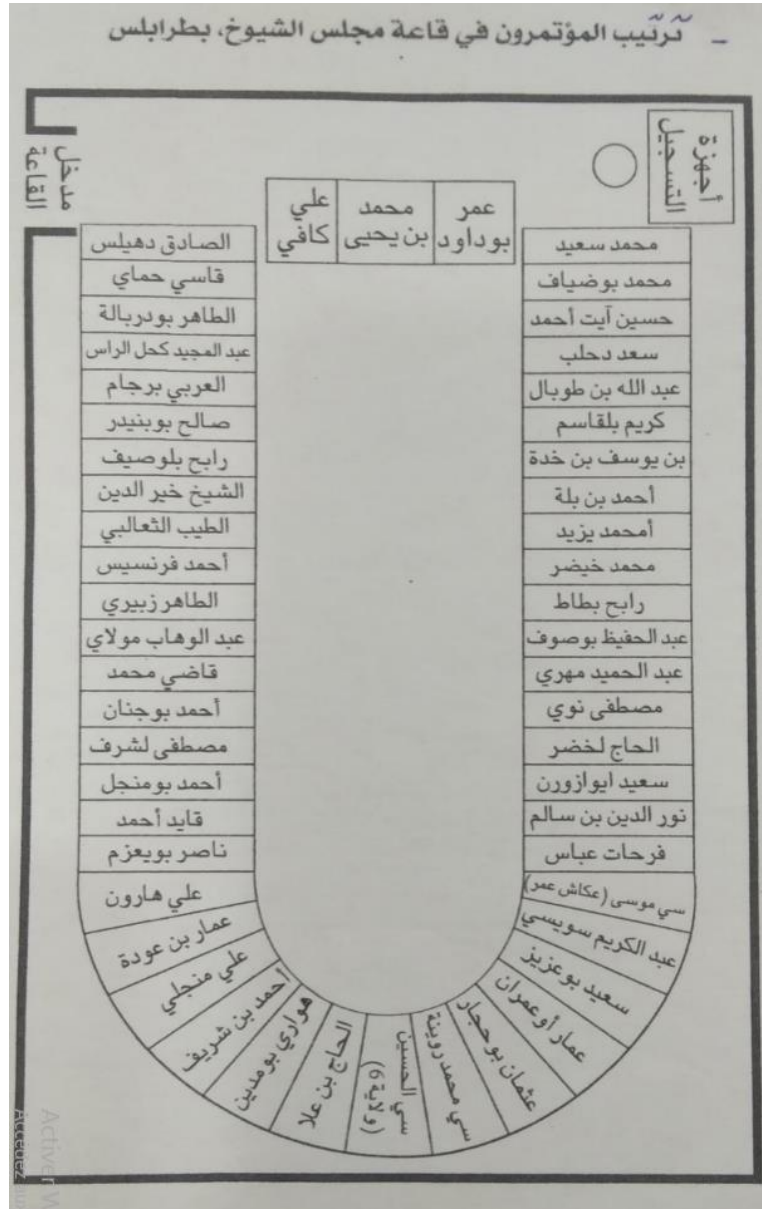 - ترتيب المؤتمرون في قاعة مجلس الشيوخ، بطرابلس
أجهزة
التسجيل
مدخل
القاعة
عمر
بوداود
محمد
بن يحيى
علي
كافي
محمد سعيد
محمد بوضياف
حسين آيت أحمد
سعد دحلب
عبد الله بن طوبال
كريم بلقاسم
بن يوسف بن خدة
أحمد بن بلة
أمحمد يزيد
محمد خيضر
رابح بطاط
عبد الحفيظ بوصوف
عبد الحميد مهري
مصطفى نوي
الحاج لخضر
سعيد ايوازورن
نور الدين بن سالم
فرحات عباس
سي موسى (عكاش عمر)
عبد الكريم سويسي
سعيد بوعزيز
عمار أوعمران
عثمان بوحجار
سي محمد روينة
سي الحسين
(ولاية 6)
الحاج بن علا
هواري بومدين
أحمد بن شريف
علي منجلي
عمار بن عودة
علي هارون
ناصر بويعزم
قايد أحمد
أحمد بومنجل
مصطفى لشرف
أحمد بوجنان
قاضي محمد
عبد الوهاب مولاي
الطاهر زبيري
أحمد فرنسيس
الطيب الثعالبي
الشيخ خير الدين
رابح بلوصيف
صالح بوبنيدر
العربي برجام
عبد المجيد كحل الراس
الطاهر بودربالة
قاسي حماي
الصادق دهيلس
Activer W
Accédez aux